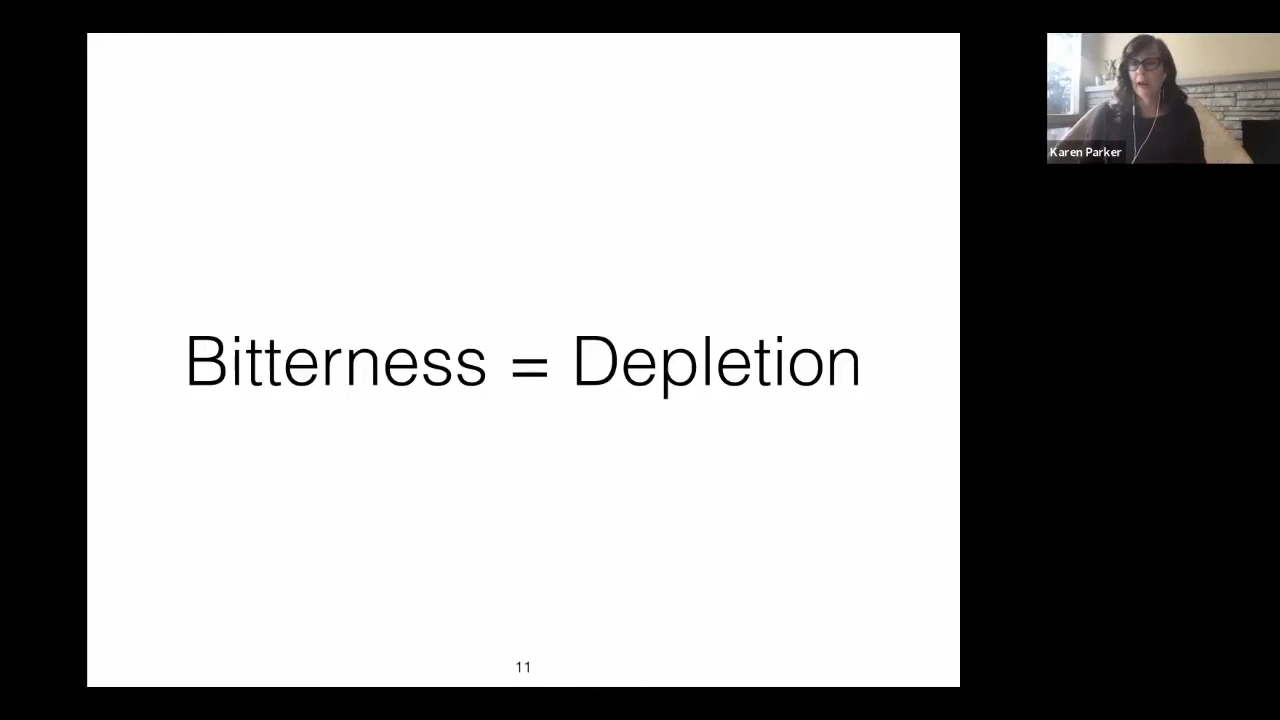 Bitterness = Depletion
11
Karen Parker